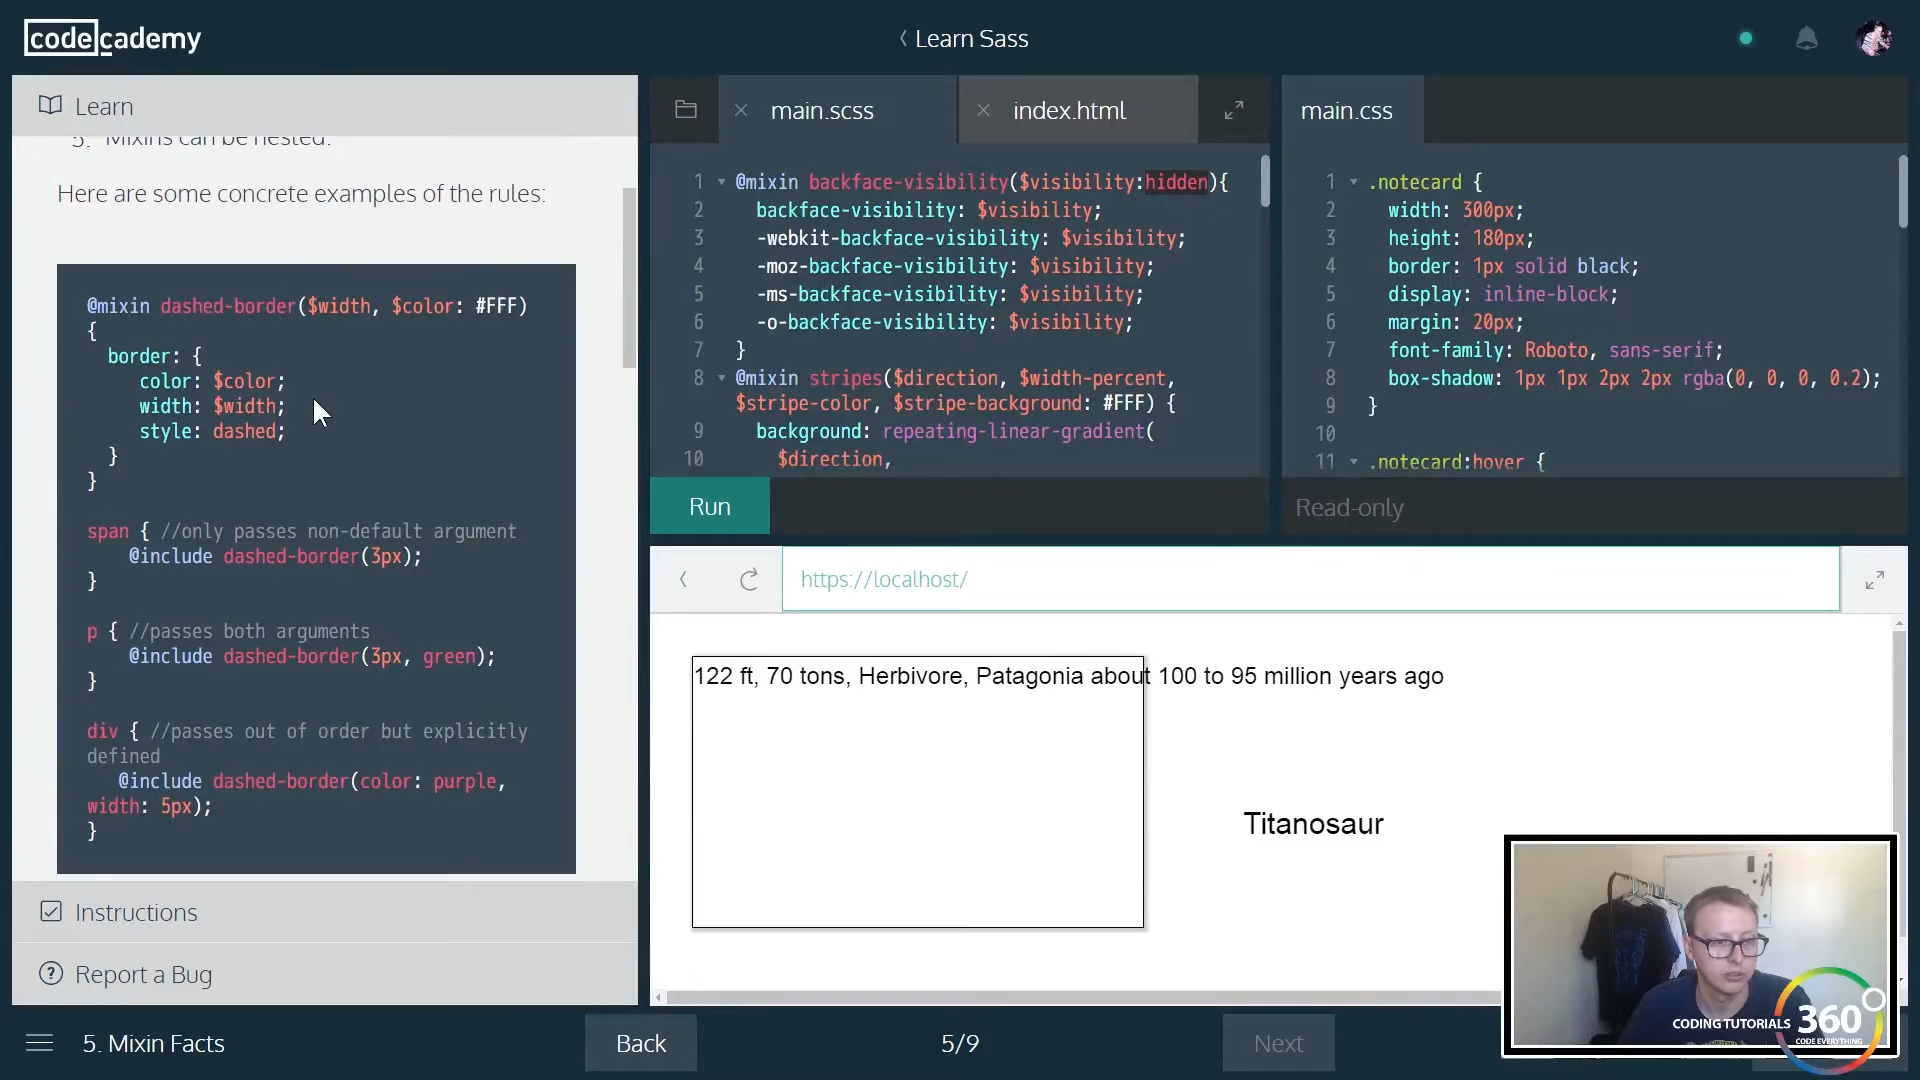 codecademy
Learn Sass
Learn
5. Mixins can be nested.
Here are some concrete examples of the rules:
@mixin dashed-border($width, $color: #FFF)
{
border: {
color: $color;
width: $width;
style: dashed;
}
}
span { //only passes non-default argument
@include dashed-border(3px);
}
p { //passes both arguments
@include dashed-border(3px, green);
}
div { //passes out of order but explicitly
defined
@include dashed-border(color: purple,
width: 5px);
}
Instructions
Report a Bug
main.scss
index.html
1 @mixin backface-visibility($visibility:hidden){
2 backface-visibility: $visibility;
3 -webkit-backface-visibility: $visibility;
4 -moz-backface-visibility: $visibility;
5 -ms-backface-visibility: $visibility;
6 -o-backface-visibility: $visibility;
7 }
8 @mixin stripes($direction, $width-percent,
$stripe-color, $stripe-background: #FFF) {
9 background: repeating-linear-gradient(
10 $direction,
Run
main.css
1 .notecard {
2 width: 300px;
3 height: 180px;
4 border: 1px solid black;
5 display: inline-block;
6 margin: 20px;
7 font-family: Roboto, sans-serif;
8 box-shadow: 1px 1px 2px 2px rgba(0, 0, 0, 0.2);
9 }
10
11 .notecard:hover {
Read-only
https://localhost/
122 ft, 70 tons, Herbivore, Patagonia about 100 to 95 million years ago
Titanosaur
CODING TUTORIALS 360
CODE EVERYTHING
5. Mixin Facts
Back
5/9
Next